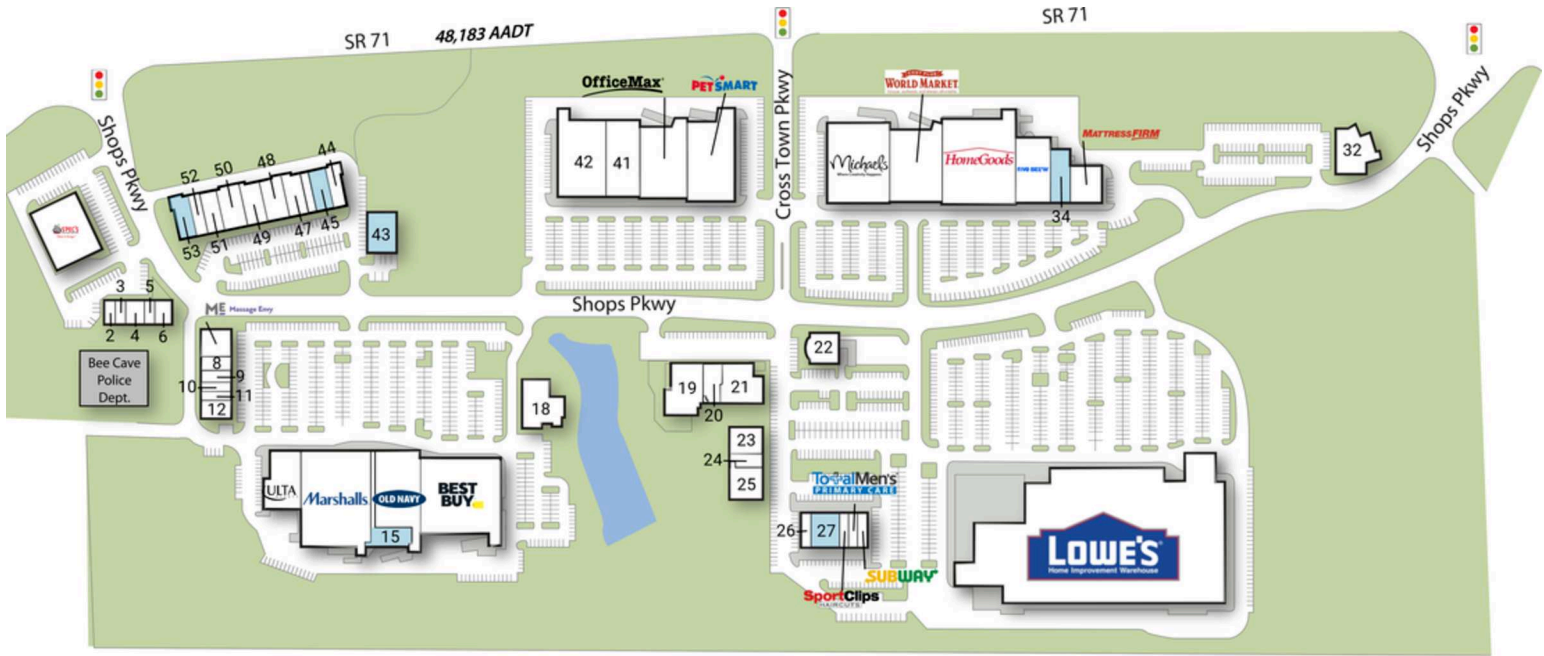 SR 71
48,183 AADT
SR 71
OfficeMax
PETSMART
WORLD MARKET
Cross Town Pkwy
Shops Pkwy
Shops Pkwy
MATTRESSFIRM
Michaels
HomeGoods
42
41
32
34
44
48
50
52
53
51
49
47
45
43
SPEC'S
3
5
2
4
6
Bee Cave
Police
Dept.
ME Massage Envy
8
9
10
11
12
Shops Pkwy
22
19
21
20
18
23
24
25
ULTA
Marshalls
OLD NAVY
BEST
BUY
15
Total Men's
PRIMARY CARE
26
27
SUBWAY
SportClips
HAIRCUTS
LOWE'S
Home Improvement Warehouse